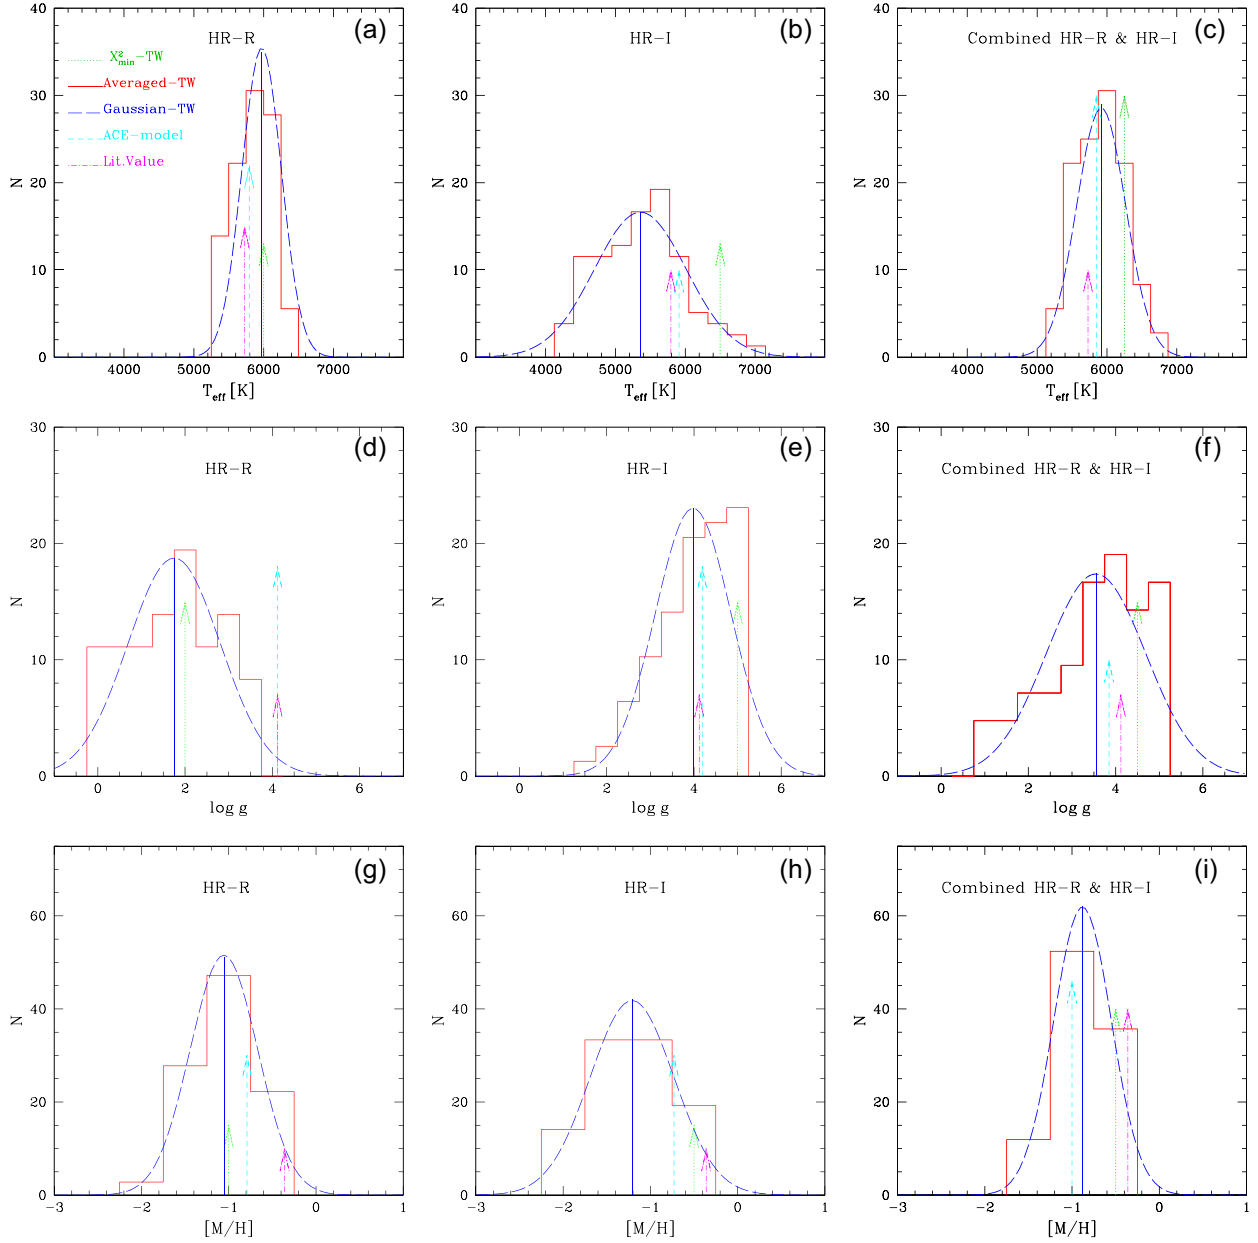 (a)
HR-R
X²min-TW
Averaged-TW
Gaussian-TW
ACE-model
Lit.Value
N
40
30
20
10
0
4000 5000 6000 7000
Teff [K]
(b)
HR-I
N
40
30
20
10
0
4000 5000 6000 7000
Teff [K]
(c)
Combined HR-R & HR-I
N
40
30
20
10
0
4000 5000 6000 7000
Teff [K]
(d)
HR-R
N
30
20
10
0
0 2 4 6
log g
(e)
HR-I
N
30
20
10
0
0 2 4 6
log g
(f)
Combined HR-R & HR-I
N
30
20
10
0
0 2 4 6
log g
(g)
HR-R
N
60
40
20
0
-3 -2 -1 0 1
[M/H]
(h)
HR-I
N
60
40
20
0
-3 -2 -1 0 1
[M/H]
(i)
Combined HR-R & HR-I
N
60
40
20
0
-3 -2 -1 0 1
[M/H]